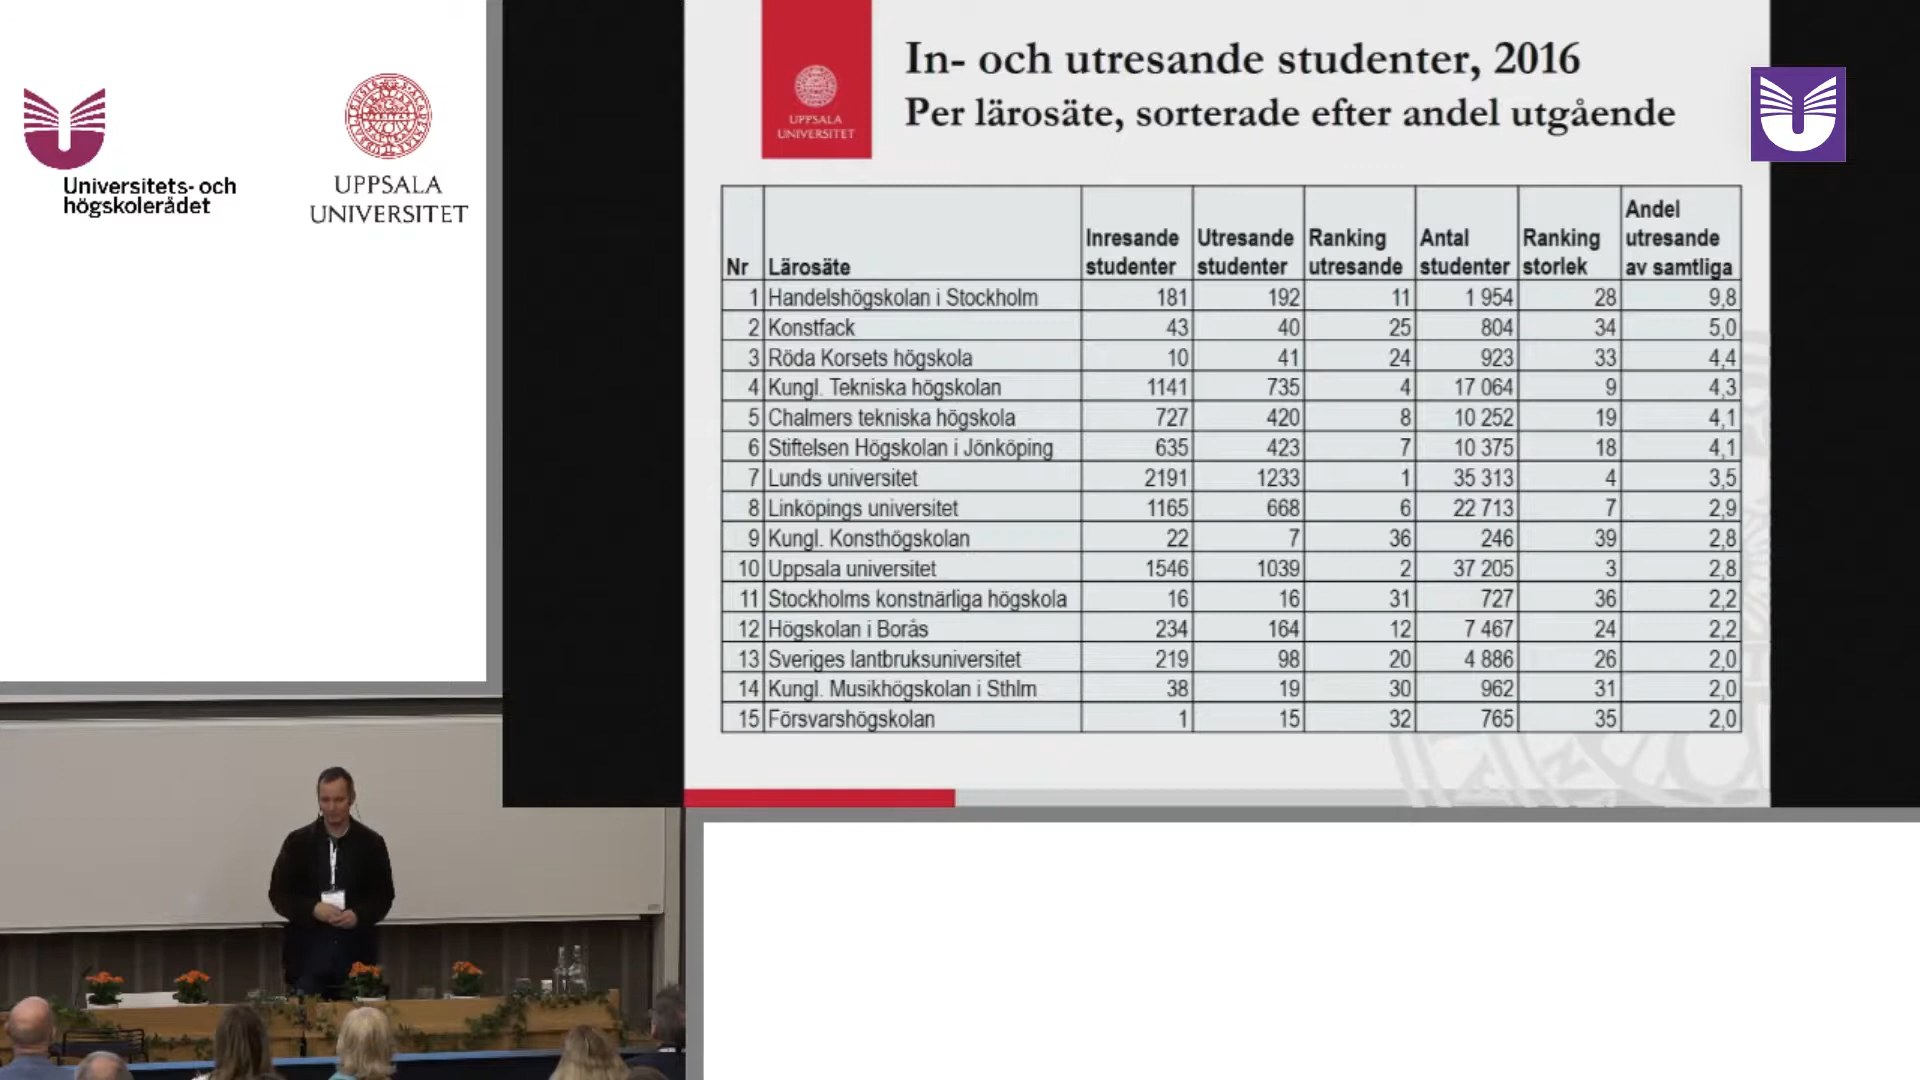 Universitets- och
högskolerådet
UPPSALA
UNIVERSITET
UPPSALA
UNIVERSITET
In- och utresande studenter, 2016
Per lärosäte, sorterade efter andel utgående
Nr Lärosäte Inresande studenter Utresande studenter Ranking utresande Antal studenter Ranking storlek Andel utresande av samtliga
1 Handelshögskolan i Stockholm 181 192 11 1 954 28 9,8
2 Konstfack 43 40 25 804 34 5,0
3 Röda Korsets högskola 10 41 24 923 33 4,4
4 Kungl. Tekniska högskolan 1141 735 4 17 064 9 4,3
5 Chalmers tekniska högskola 727 420 8 10 252 19 4,1
6 Stiftelsen Högskolan i Jönköping 635 423 7 10 375 18 4,1
7 Lunds universitet 2191 1233 1 35 313 4 3,5
8 Linköpings universitet 1165 668 6 22 713 7 2,9
9 Kungl. Konsthögskolan 22 7 36 246 39 2,8
10 Uppsala universitet 1546 1039 2 37 205 3 2,8
11 Stockholms konstnärliga högskola 16 16 31 727 36 2,2
12 Högskolan i Borås 234 164 12 7 467 24 2,2
13 Sveriges lantbruksuniversitet 219 98 20 4 886 26 2,0
14 Kungl. Musikhögskolan i Sthlm 38 19 30 962 31 2,0
15 Försvarshögskolan 1 15 32 765 35 2,0